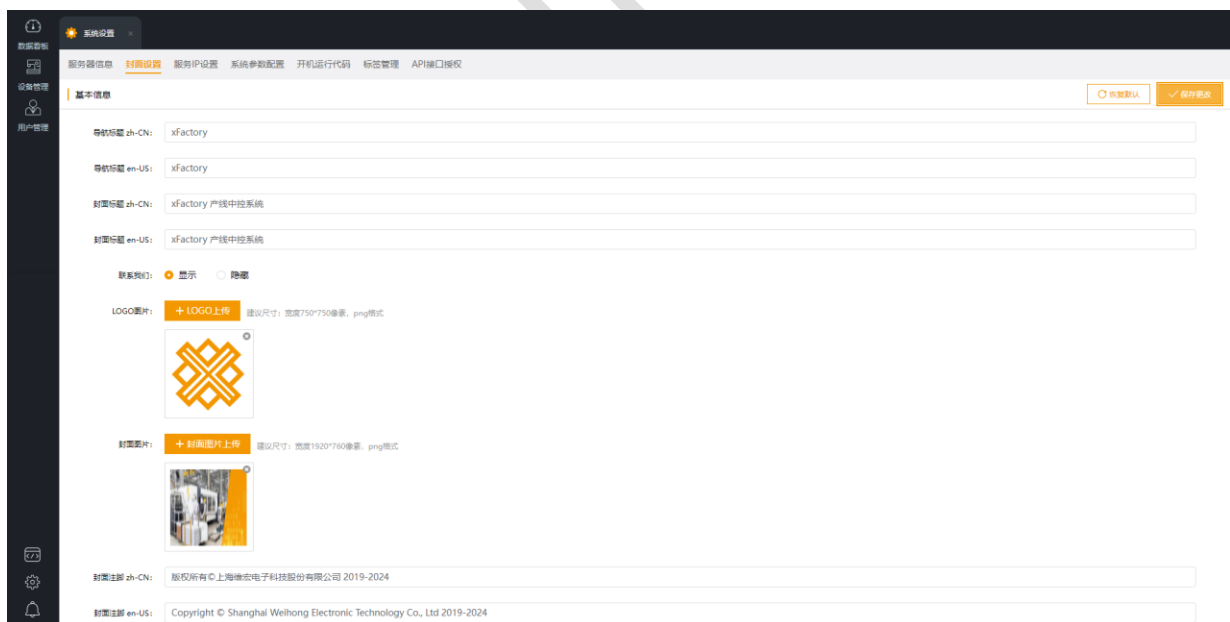 系统设置 ×
数据看板
服务器信息 封面设置 服务IP设置 系统参数配置 开机运行代码 标签管理 API接口授权
设备管理
基本信息 恢复默认 保存更改
用户管理
导航标题 zh-CN: xFactory
导航标题 en-US: xFactory
封面标题 zh-CN: xFactory 产线中控系统
封面标题 en-US: xFactory 产线中控系统
联系我们: 显示 隐藏
LOGO图片: + LOGO上传 建议尺寸: 宽度750*750像素, png格式
封面图片: + 封面图片上传 建议尺寸: 宽度1920*760像素, png格式
封面注脚 zh-CN: 版权所有©上海维宏电子科技股份有限公司 2019-2024
封面注脚 en-US: Copyright © Shanghai Weihong Electronic Technology Co., Ltd 2019-2024